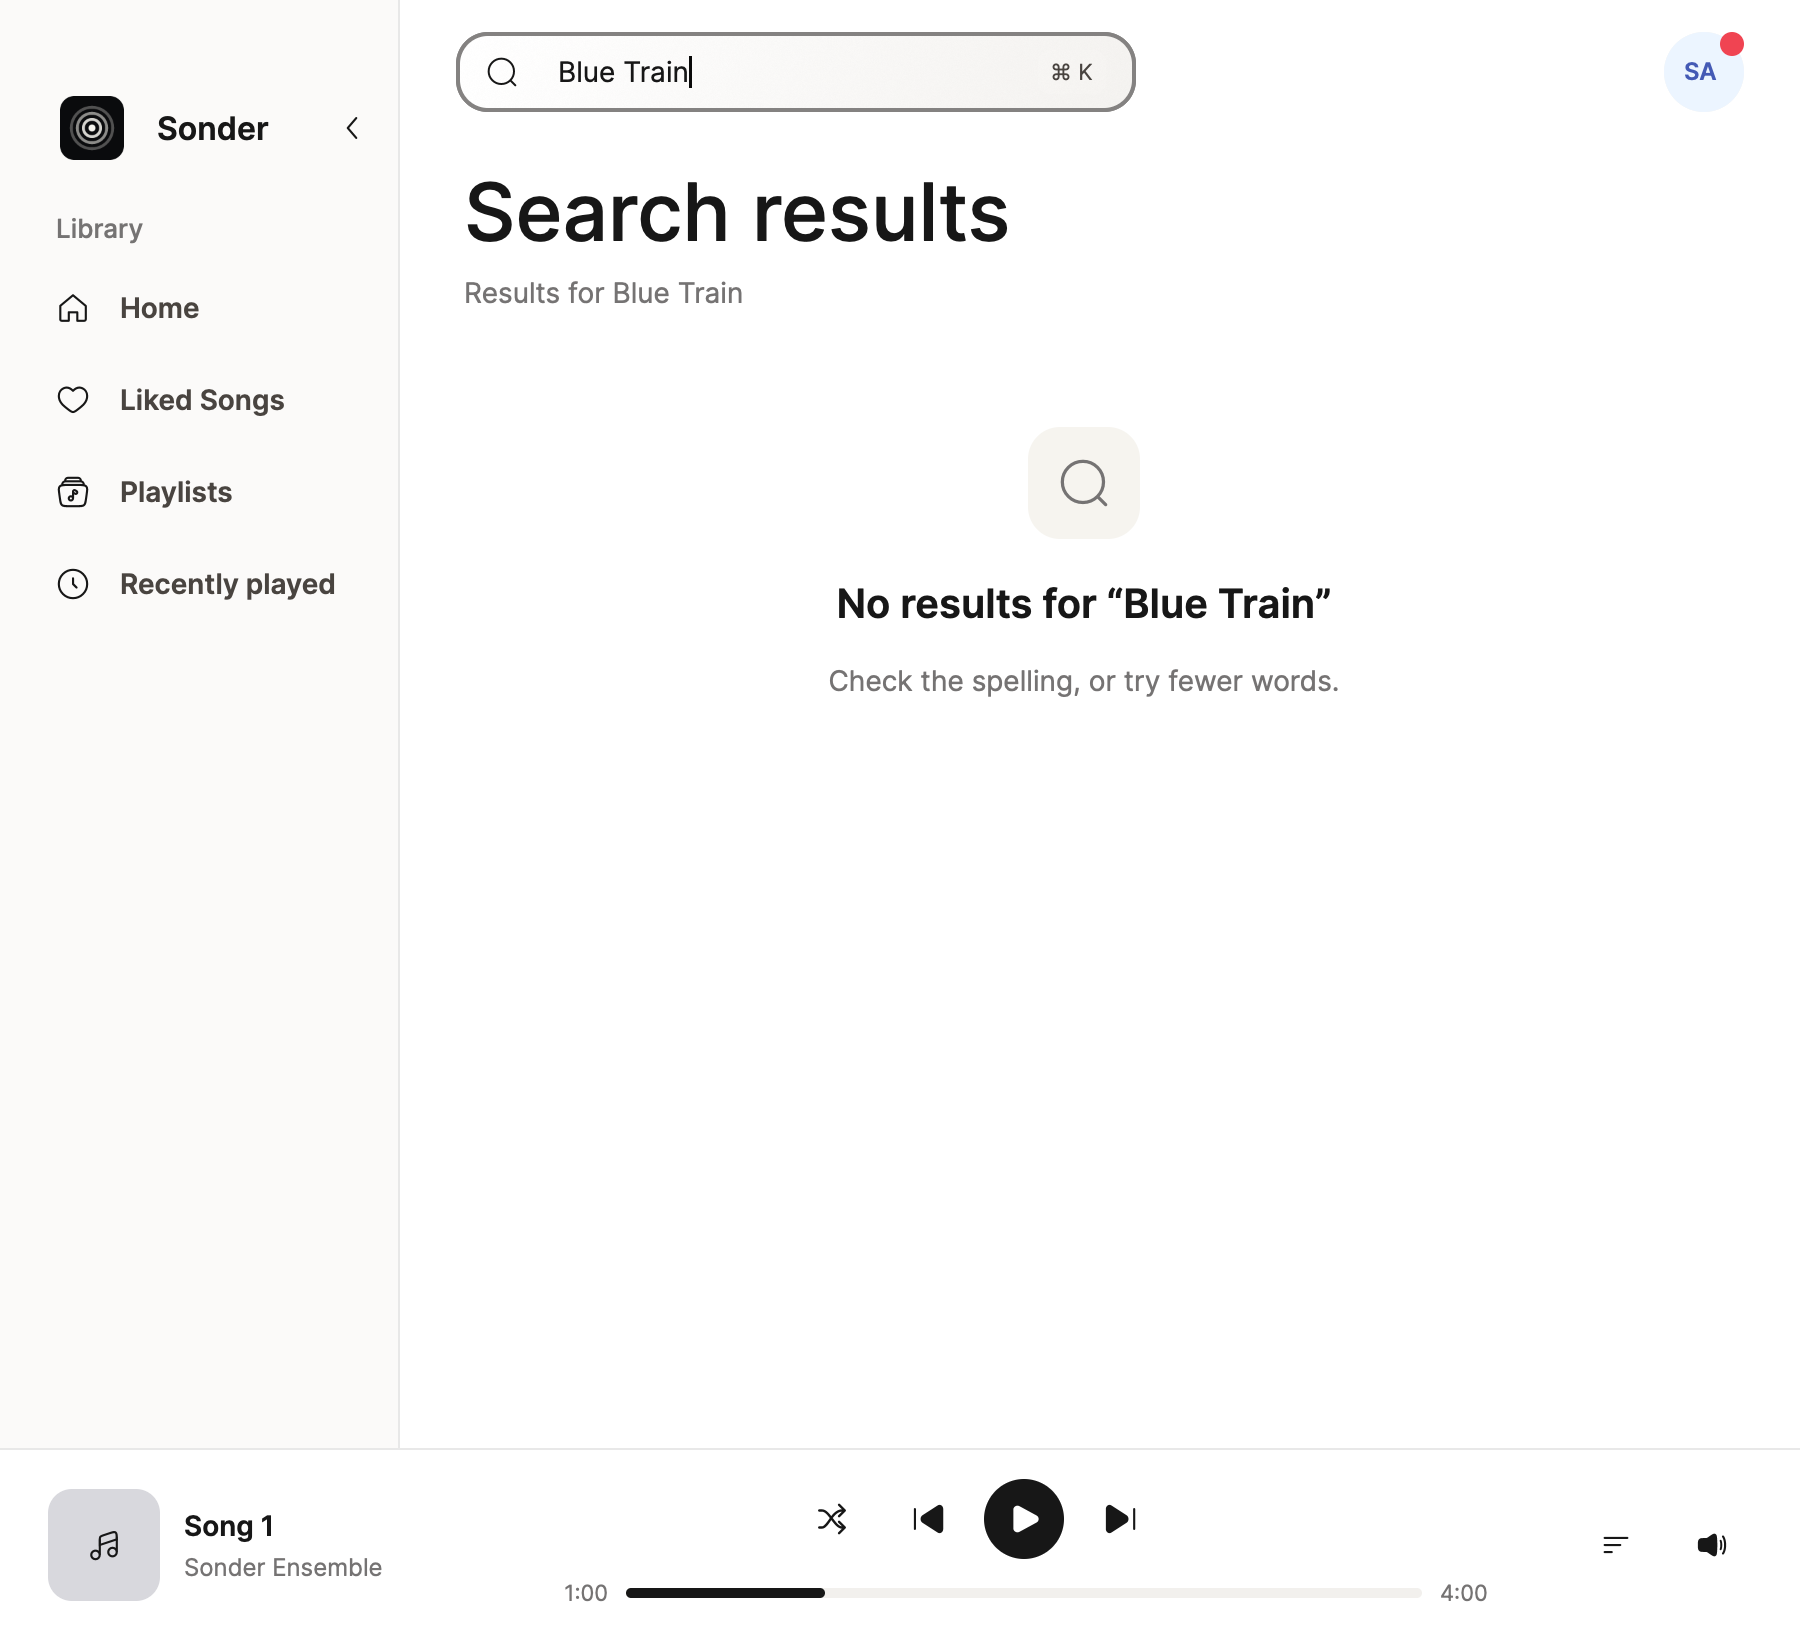 Blue Train
⌘ K
SA
Sonder
Library
Home
Liked Songs
Playlists
Recently played
Search results
Results for Blue Train
No results for “Blue Train”
Check the spelling, or try fewer words.
Song 1
Sonder Ensemble
1:00
4:00